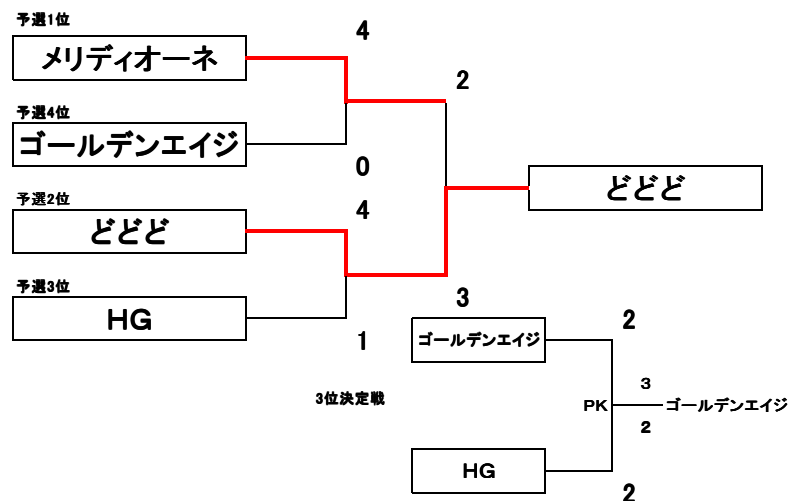 予選1位
メリディオーネ
4
2
予選4位
ゴールデンエイジ
0
予選2位
どどど
4
どどど
予選3位
HG
1
3
ゴールデンエイジ
2
3位決定戦
PK
3
ゴールデンエイジ
2
HG
2